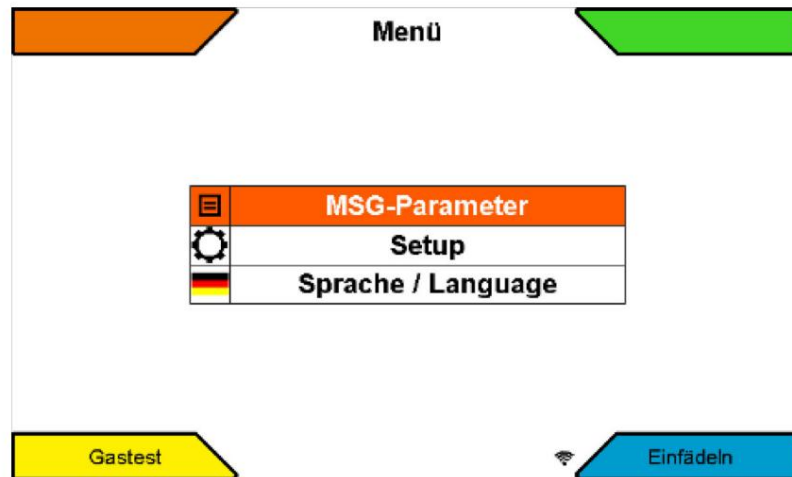 Menü
MSG-Parameter
Setup
Sprache / Language
Gastest
Einfädeln